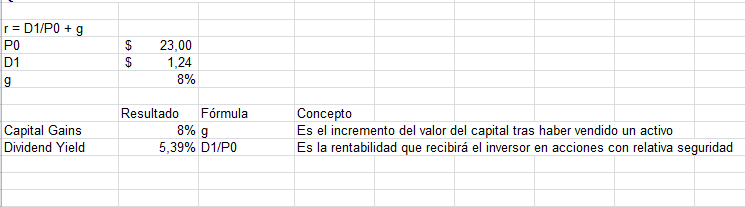 r = D1/P0 + g
P0 $ 23,00
D1 $ 1,24
g 8%
Resultado Fórmula Concepto
Capital Gains 8% g Es el incremento del valor del capital tras haber vendido un activo
Dividend Yield 5,39% D1/P0 Es la rentabilidad que recibirá el inversor en acciones con relativa seguridad